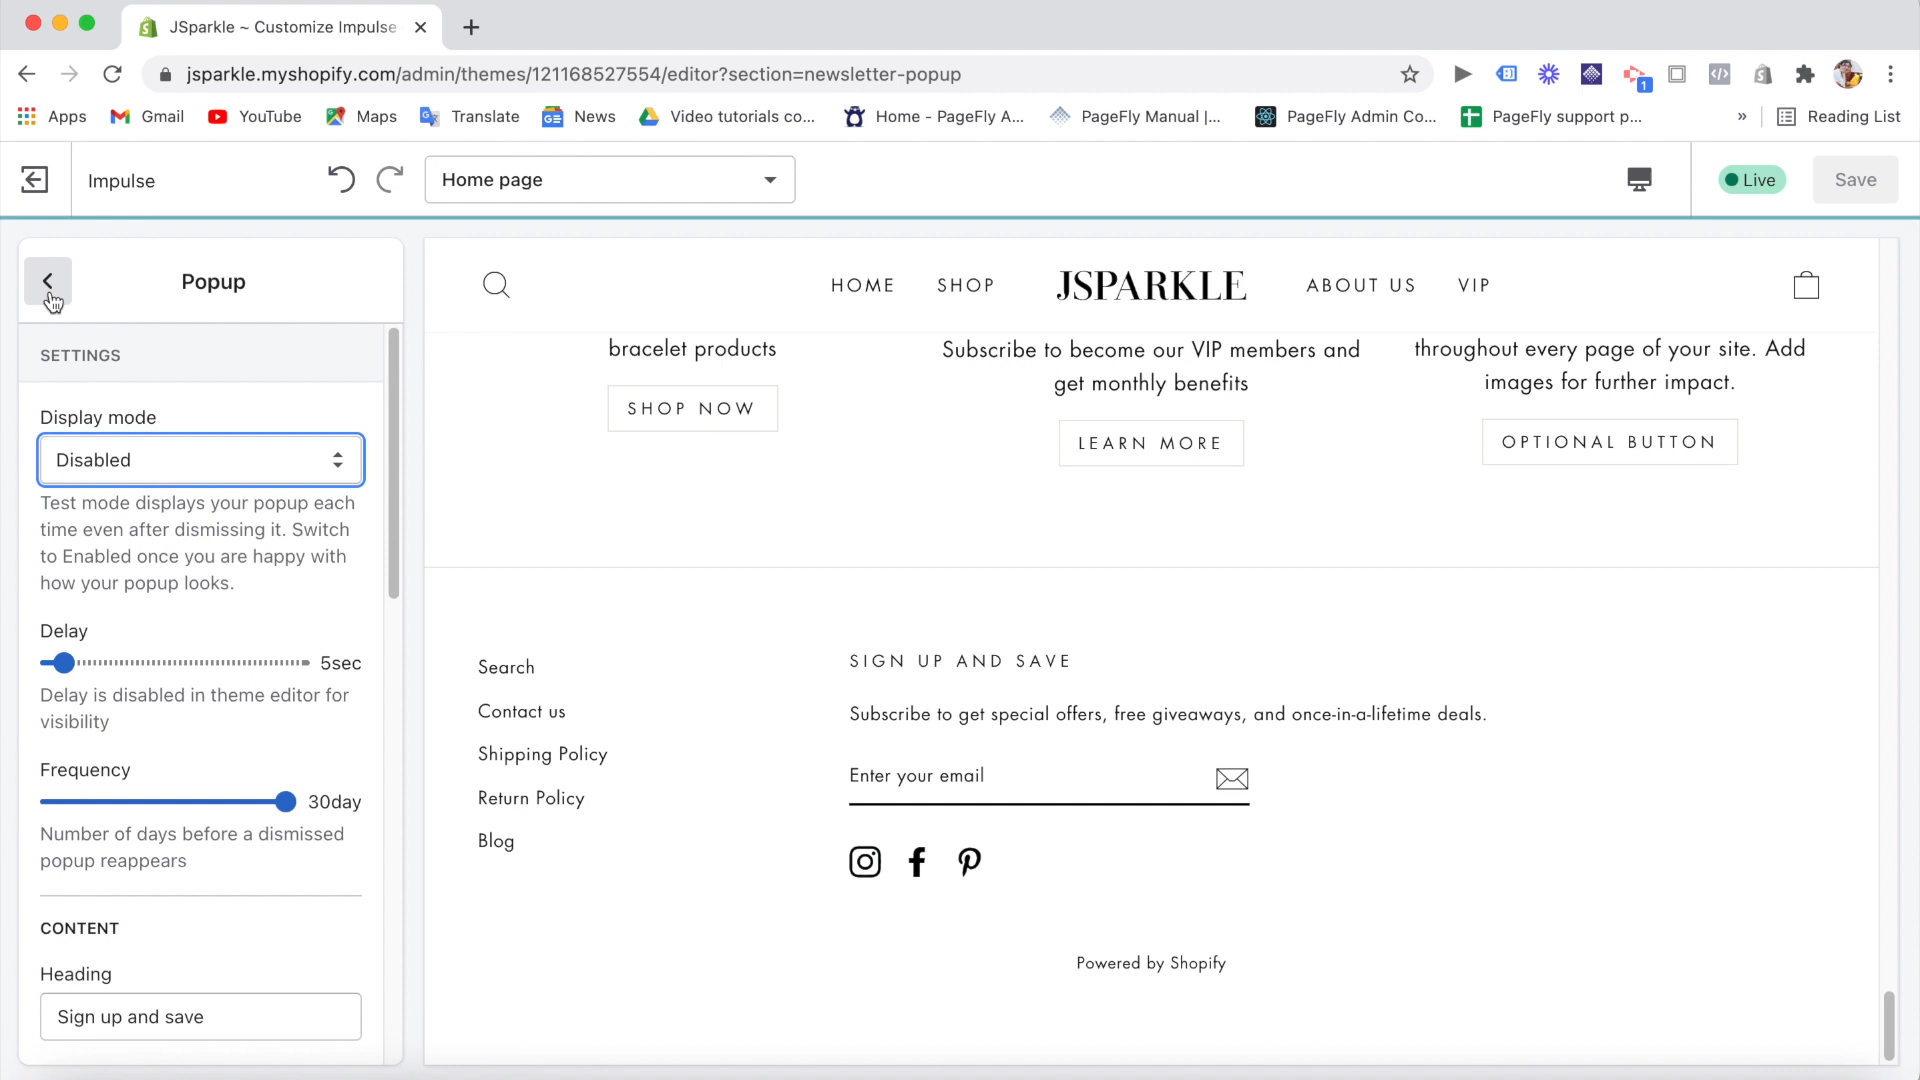 JSparkle ~ Customize Impulse
jsparkle.myshopify.com/admin/themes/121168527554/editor?section=newsletter-popup
1
Apps
Gmail
YouTube
Maps
Translate
News
Video tutorials co...
Home - PageFly A...
PageFly Manual |...
PageFly Admin Co...
PageFly support p...
»
Reading List
Impulse
Home page
Live
Save
Popup
SETTINGS
Display mode
Disabled
Test mode displays your popup each
time even after dismissing it. Switch
to Enabled once you are happy with
how your popup looks.
Delay
5sec
Delay is disabled in theme editor for
visibility
Frequency
30day
Number of days before a dismissed
popup reappears
CONTENT
Heading
Sign up and save
HOME
SHOP
JSPARKLE
ABOUT US
VIP
bracelet products
SHOP NOW
Subscribe to become our VIP members and
get monthly benefits
LEARN MORE
throughout every page of your site. Add
images for further impact.
OPTIONAL BUTTON
Search
Contact us
Shipping Policy
Return Policy
Blog
SIGN UP AND SAVE
Subscribe to get special offers, free giveaways, and once-in-a-lifetime deals.
Enter your email
Powered by Shopify